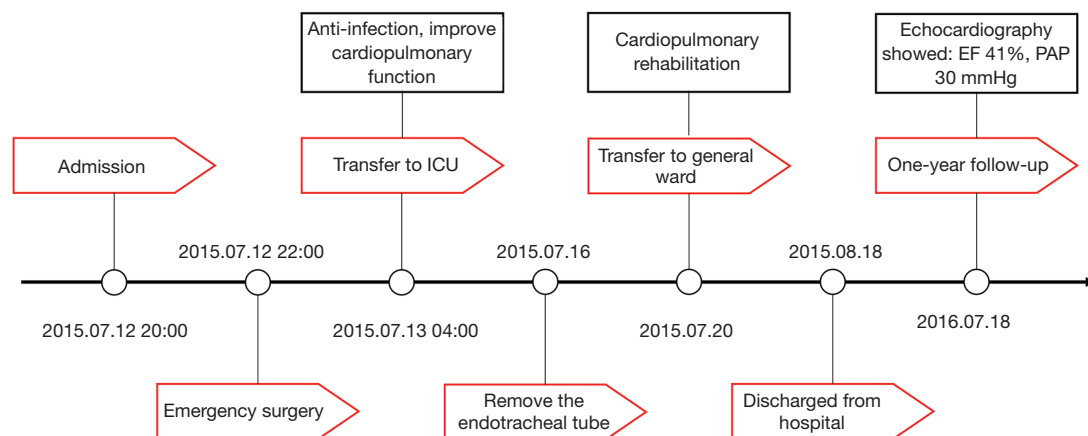 Anti-infection, improve
cardiopulmonary
function
Cardiopulmonary
rehabilitation
Echocardiography
showed: EF 41%, PAP
30 mmHg
Admission
Transfer to ICU
Transfer to general
ward
One-year follow-up
2015.07.12 22:00
2015.07.16
2015.08.18
2015.07.12 20:00
2015.07.13 04:00
2015.07.20
2016.07.18
Emergency surgery
Remove the
endotracheal tube
Discharged from
hospital